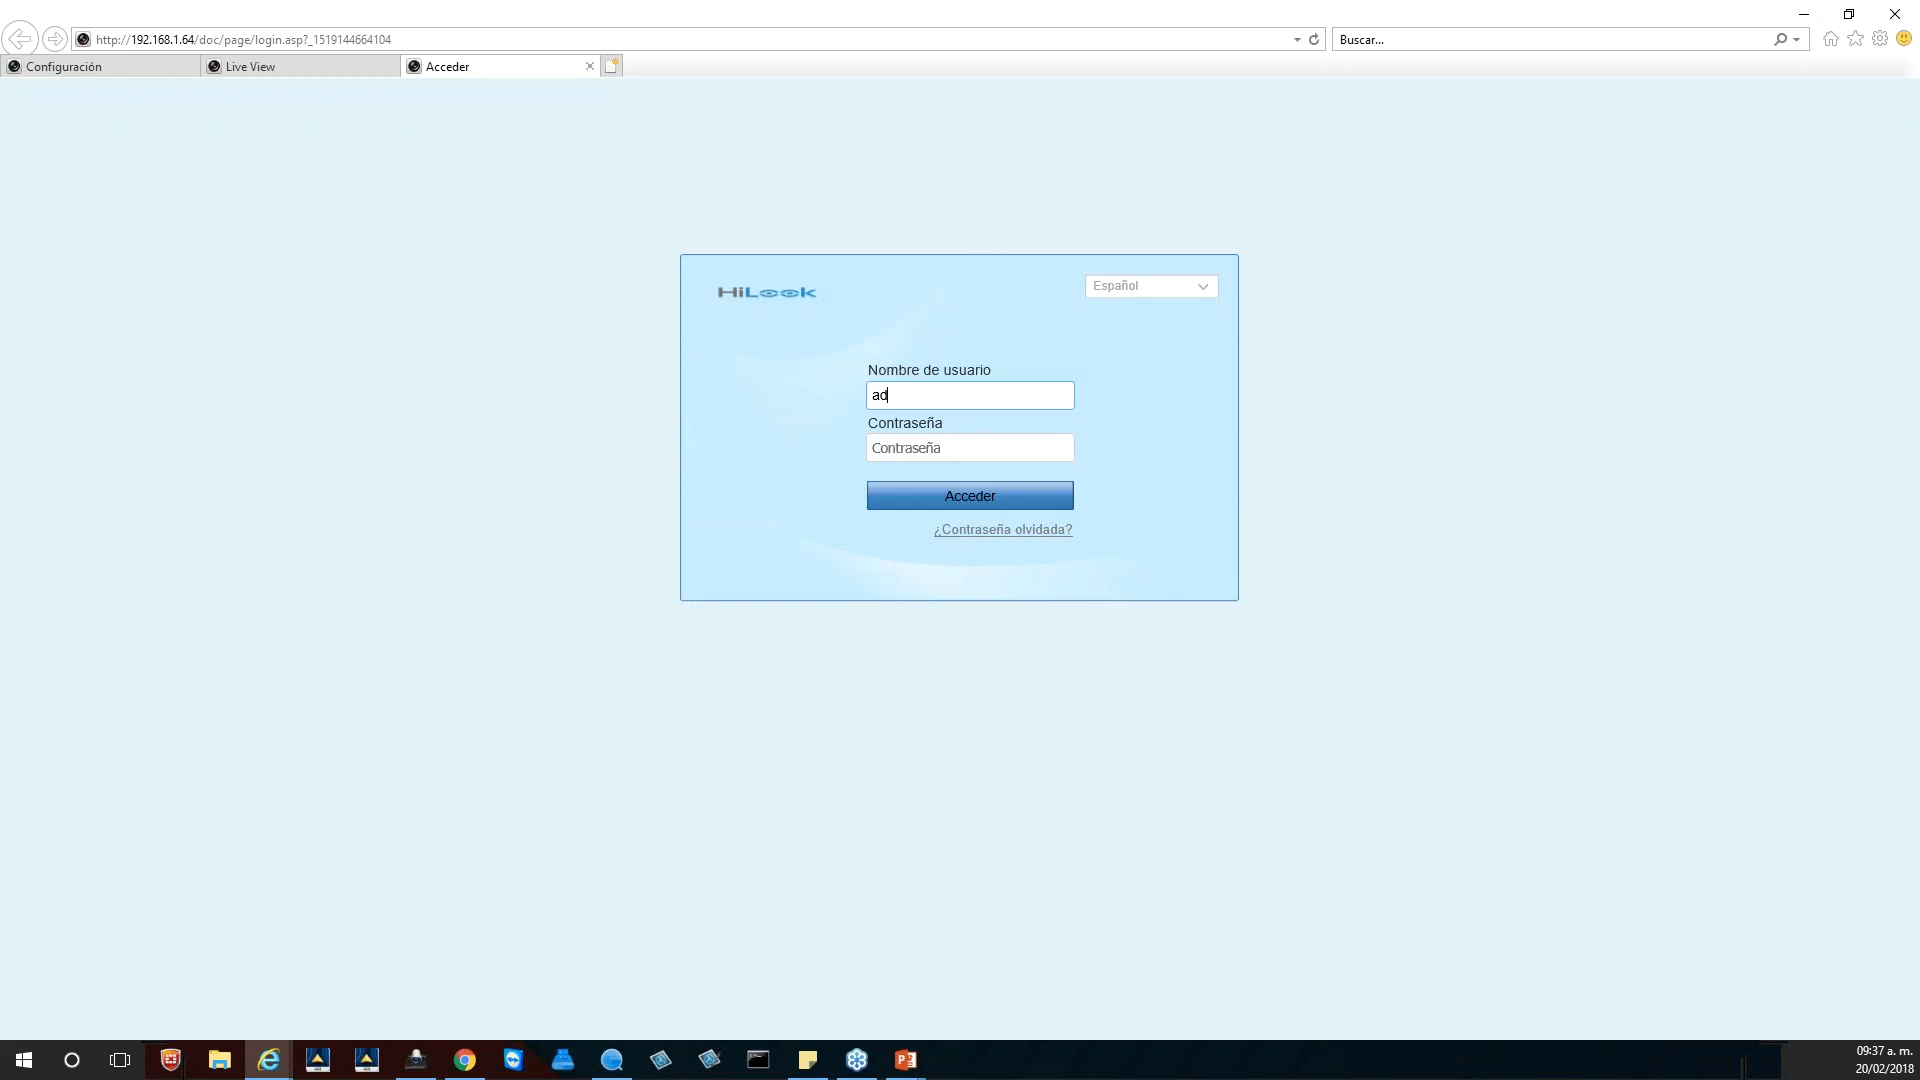 http://192.168.1.64/doc/page/login.asp?_1519144664104
Buscar...
Configuración
Live View
Acceder
HiLook
Español
Nombre de usuario
ad
Contraseña
Contraseña
Acceder
¿Contraseña olvidada?
09:37 a. m.
20/02/2018